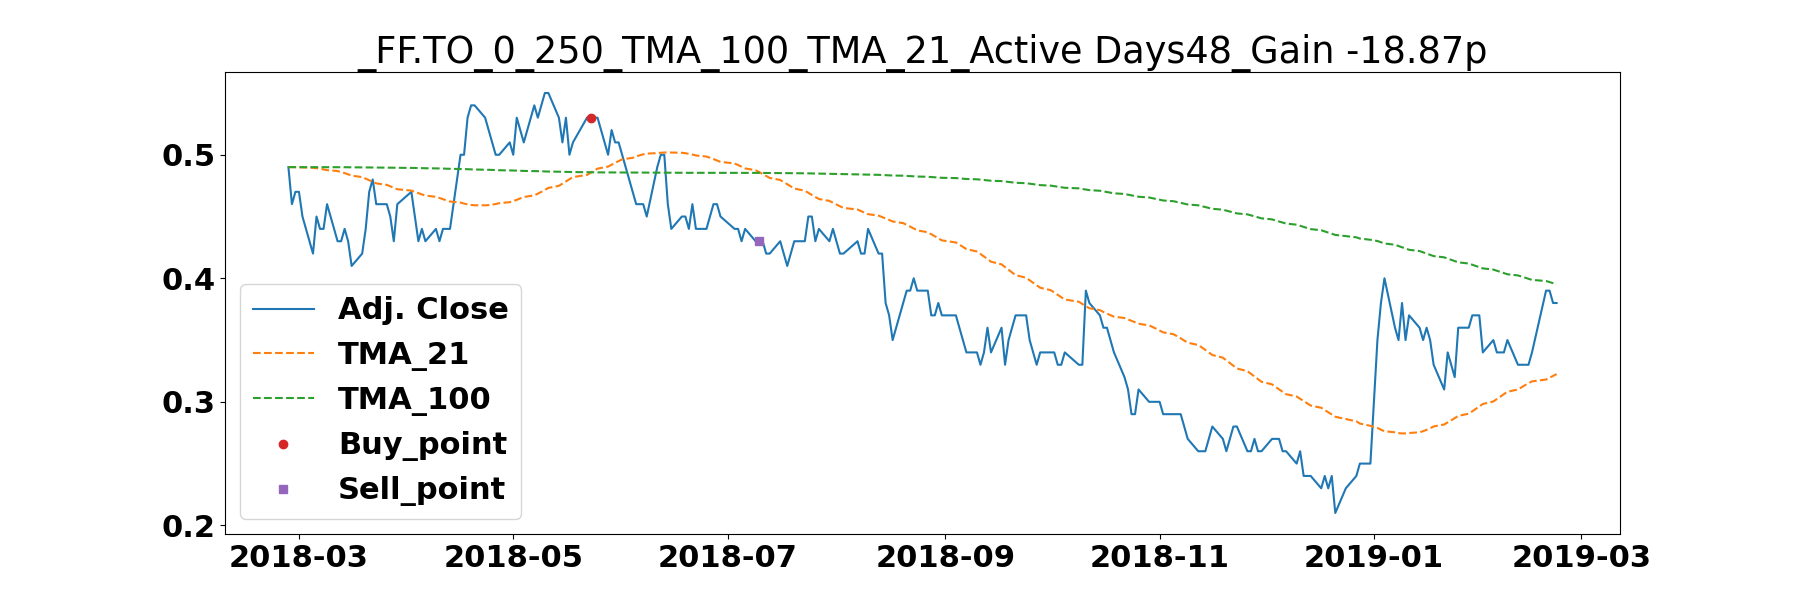 _FF.TO_0_250_TMA_100_TMA_21_Active Days48_Gain -18.87p
0.5
0.4
0.3
0.2
Adj. Close
TMA_21
TMA_100
Buy_point
Sell_point
2018-03 2018-05 2018-07 2018-09 2018-11 2019-01 2019-03